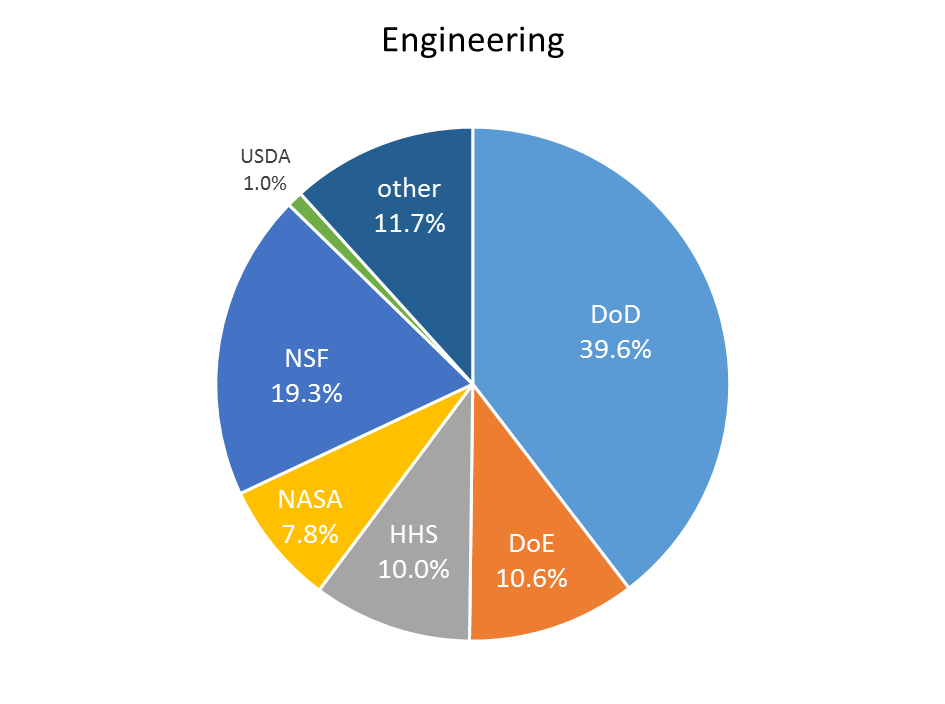 Engineering
USDA
1.0%
other
11.7%
DoD
39.6%
NSF
19.3%
NASA
7.8%
HHS
10.0%
DoE
10.6%